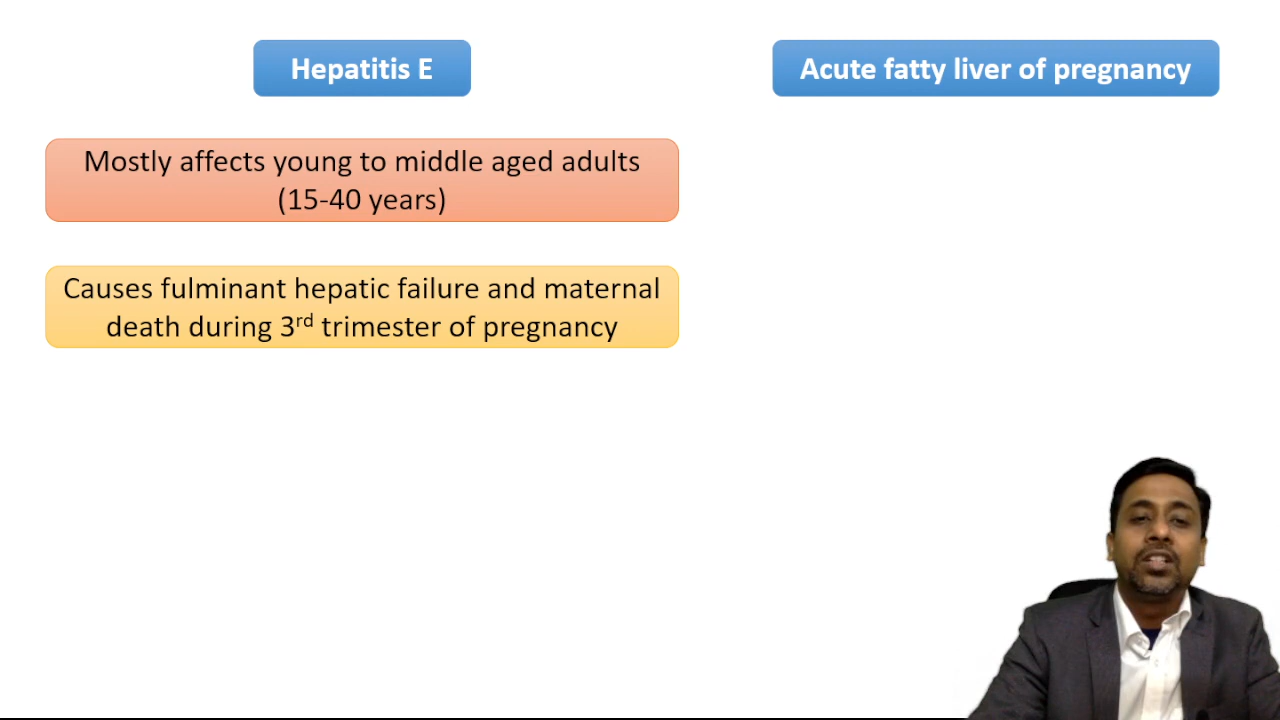 Hepatitis E
Acute fatty liver of pregnancy
Mostly affects young to middle aged adults
(15-40 years)
Causes fulminant hepatic failure and maternal
death during 3rd trimester of pregnancy